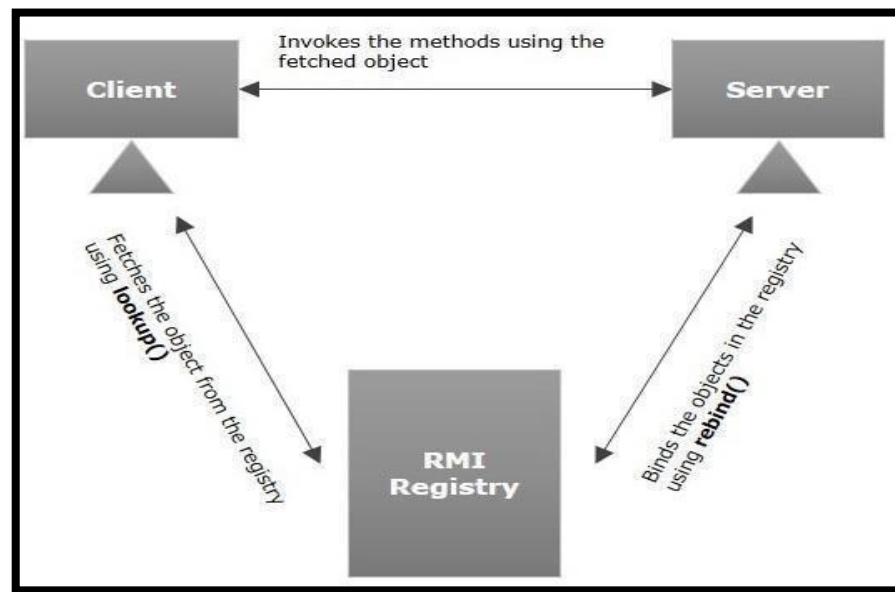 Invokes the methods using the
fetched object
Client
Server
Fetches the object from the registry
using lookup()
Binds the objects in the registry
using rebind()
RMI
Registry